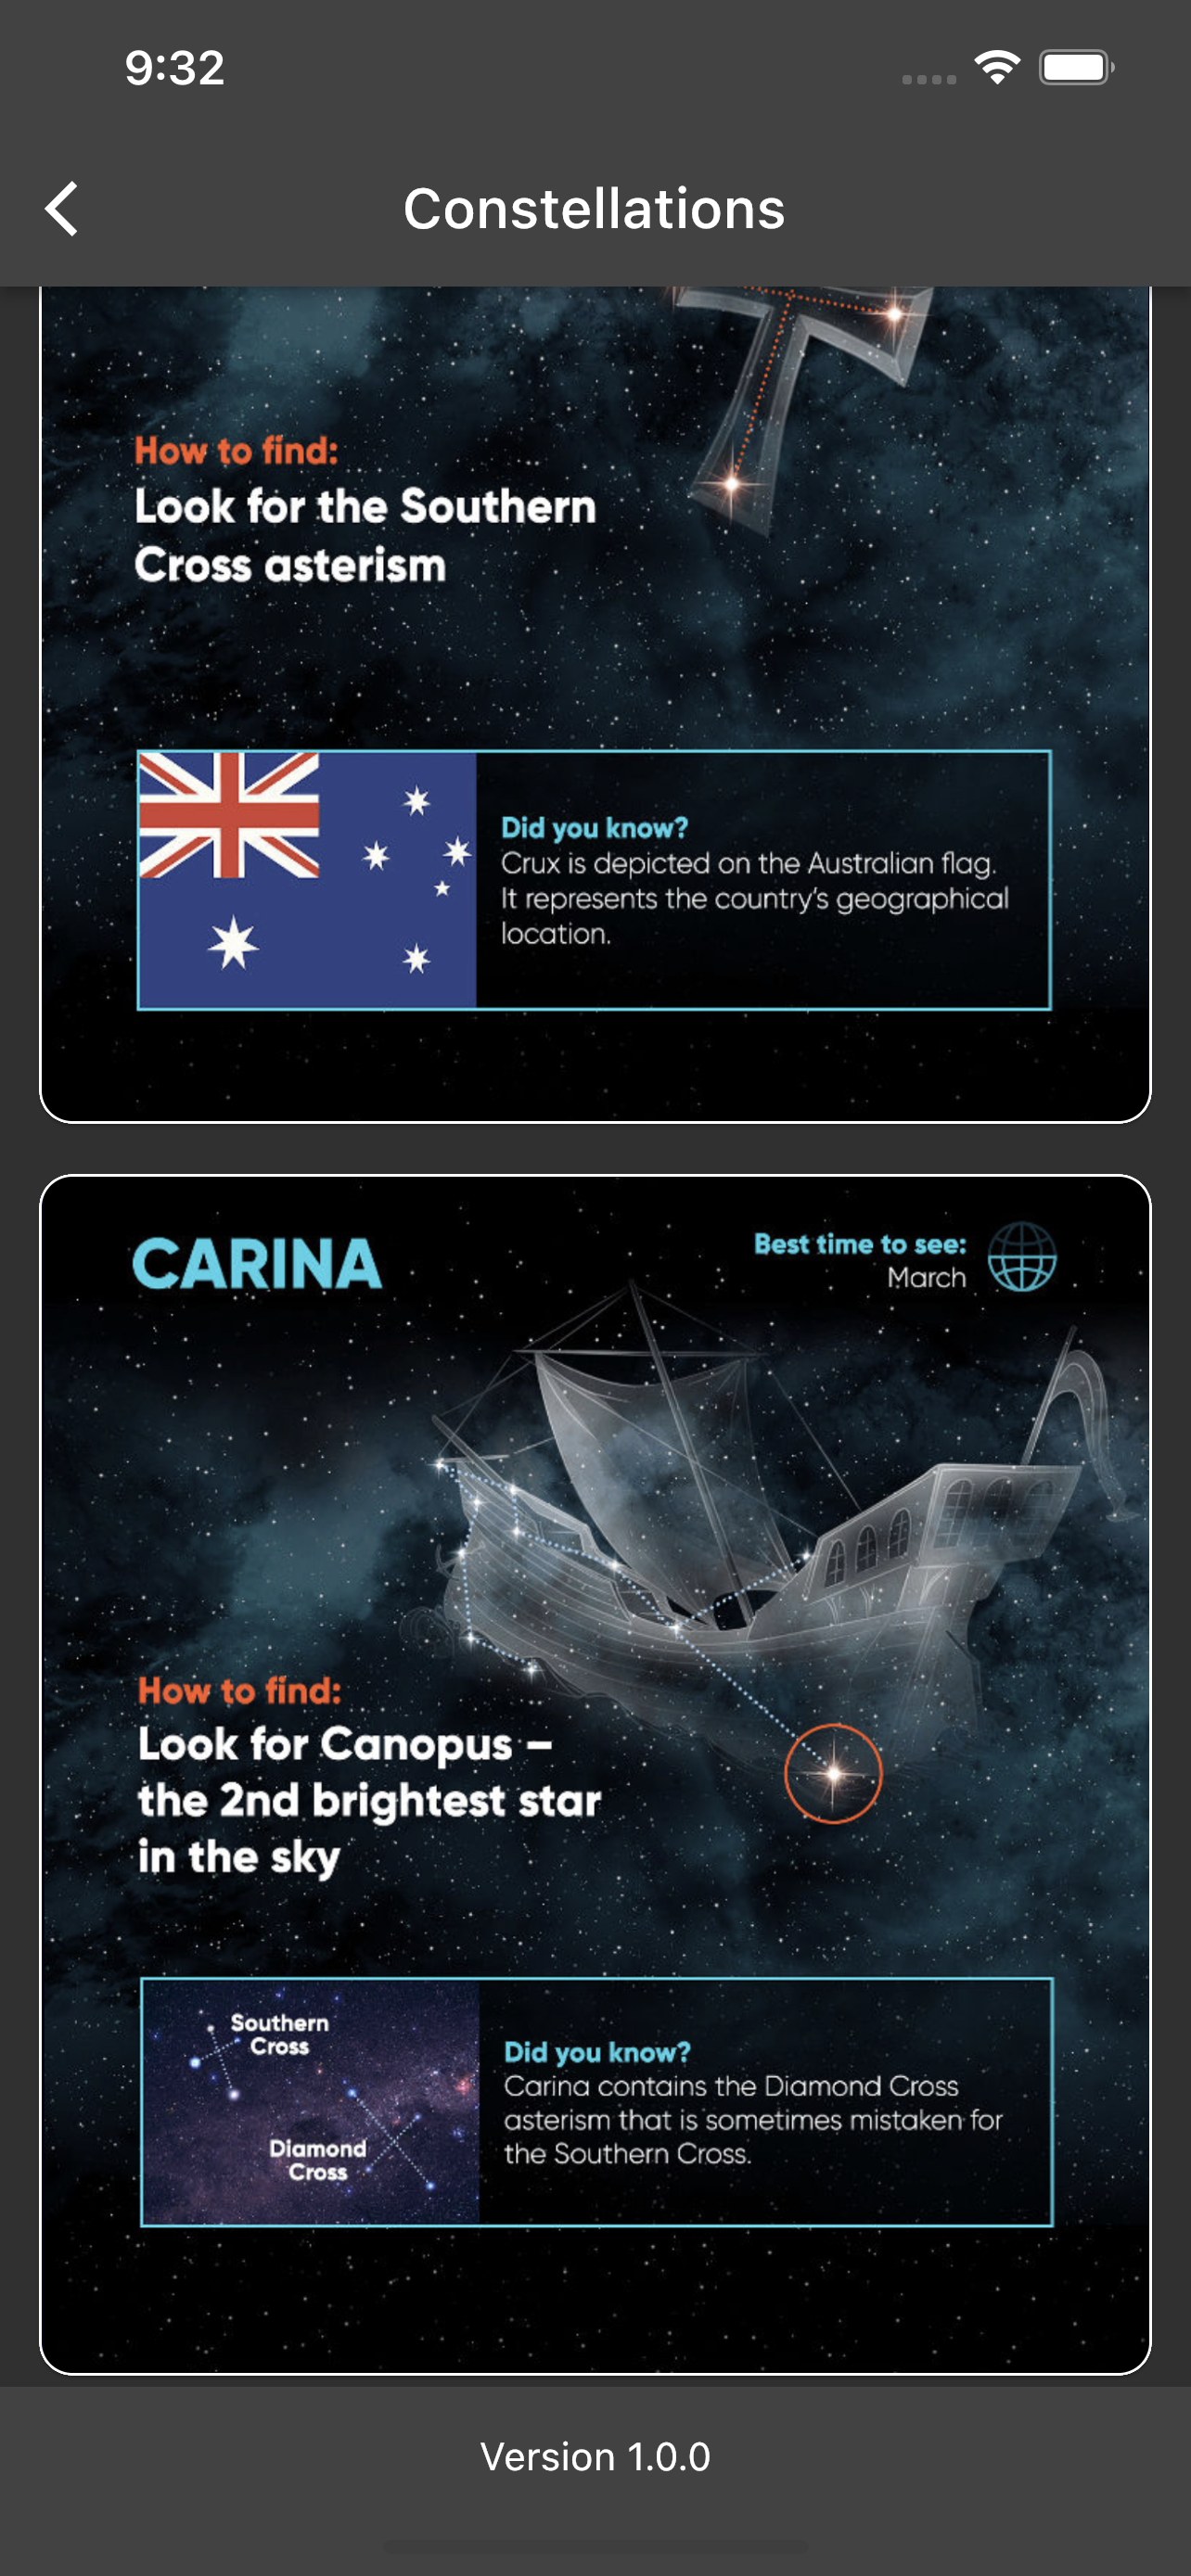 9:32
Constellations
How to find:
Look for the Southern
Cross asterism
Did you know?
Crux is depicted on the Australian flag.
It represents the country's geographical
location.
CARINA
Best time to see:
March
How to find:
Look for Canopus –
the 2nd brightest star
in the sky
Southern
Cross
Diamond
Cross
Did you know?
Carina contains the Diamond Cross
asterism that is sometimes mistaken for
the Southern Cross.
Version 1.0.0